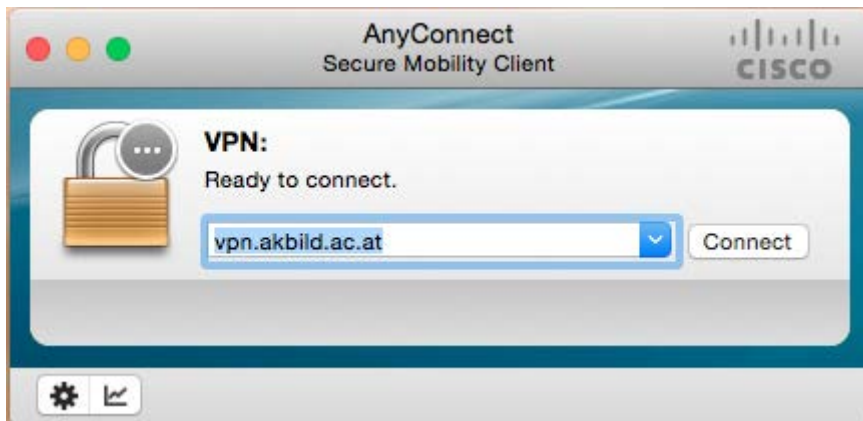 AnyConnect
Secure Mobility Client
CISCO
VPN:
Ready to connect.
vpn.akbild.ac.at
Connect